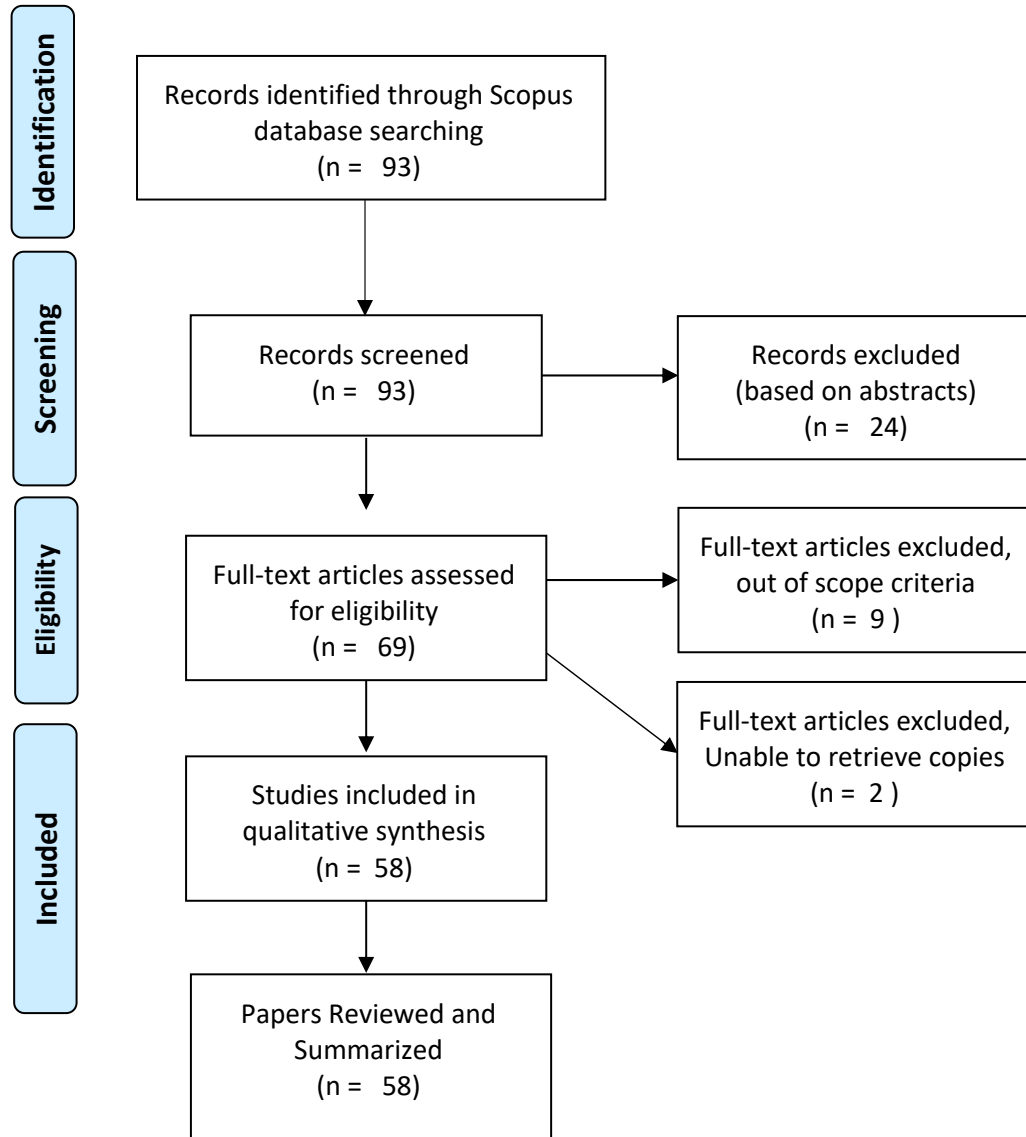 Identification
Records identified through Scopus
database searching
(n = 93)
Screening
Records screened
(n = 93)
Records excluded
(based on abstracts)
(n = 24)
Eligibility
Full-text articles assessed
for eligibility
(n = 69)
Full-text articles excluded,
out of scope criteria
(n = 9 )
Full-text articles excluded,
Unable to retrieve copies
(n = 2 )
Included
Studies included in
qualitative synthesis
(n = 58)
Papers Reviewed and
Summarized
(n = 58)